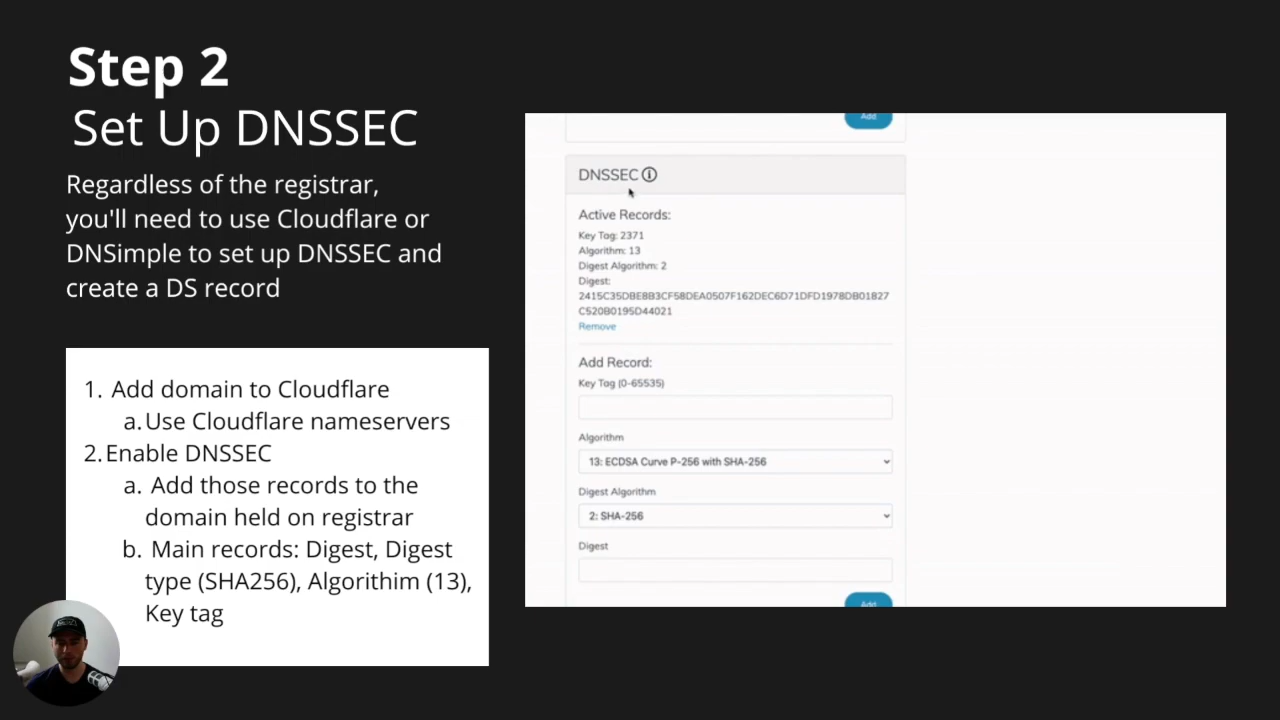 Step 2
Set Up DNSSEC
Regardless of the registrar,
you'll need to use Cloudflare or
DNSimple to set up DNSSEC and
create a DS record
1. Add domain to Cloudflare
a. Use Cloudflare nameservers
2. Enable DNSSEC
a. Add those records to the
domain held on registrar
b. Main records: Digest, Digest
type (SHA256), Algorithim (13),
Key tag
Add
DNSSEC
Active Records:
Key Tag: 2371
Algorithm: 13
Digest Algorithm: 2
Digest:
2415C35DBE8B3CF58DEA0507F162DEC6D71DFD1978DB01827
C520B0195D44021
Remove
Add Record:
Key Tag (0-65535)
Algorithm
13: ECDSA Curve P-256 with SHA-256
Digest Algorithm
2: SHA-256
Digest
Add